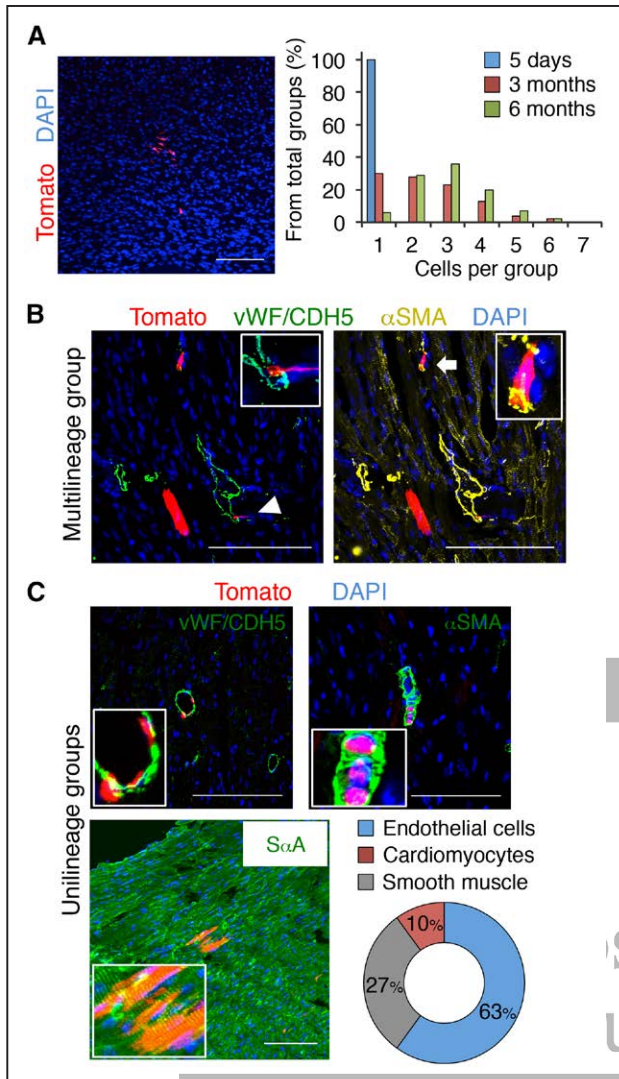 A
Tomato DAPI
From total groups (%)
100
80
60
40
20
0
5 days
3 months
6 months
1 2 3 4 5 6 7
Cells per group
B
Multilineage group
Tomato vWF/CDH5 αSMA DAPI
C
Unilineage groups
Tomato DAPI
vWF/CDH5
αSMA
SαA
Endothelial cells
Cardiomyocytes
Smooth muscle
10%
27%
63%